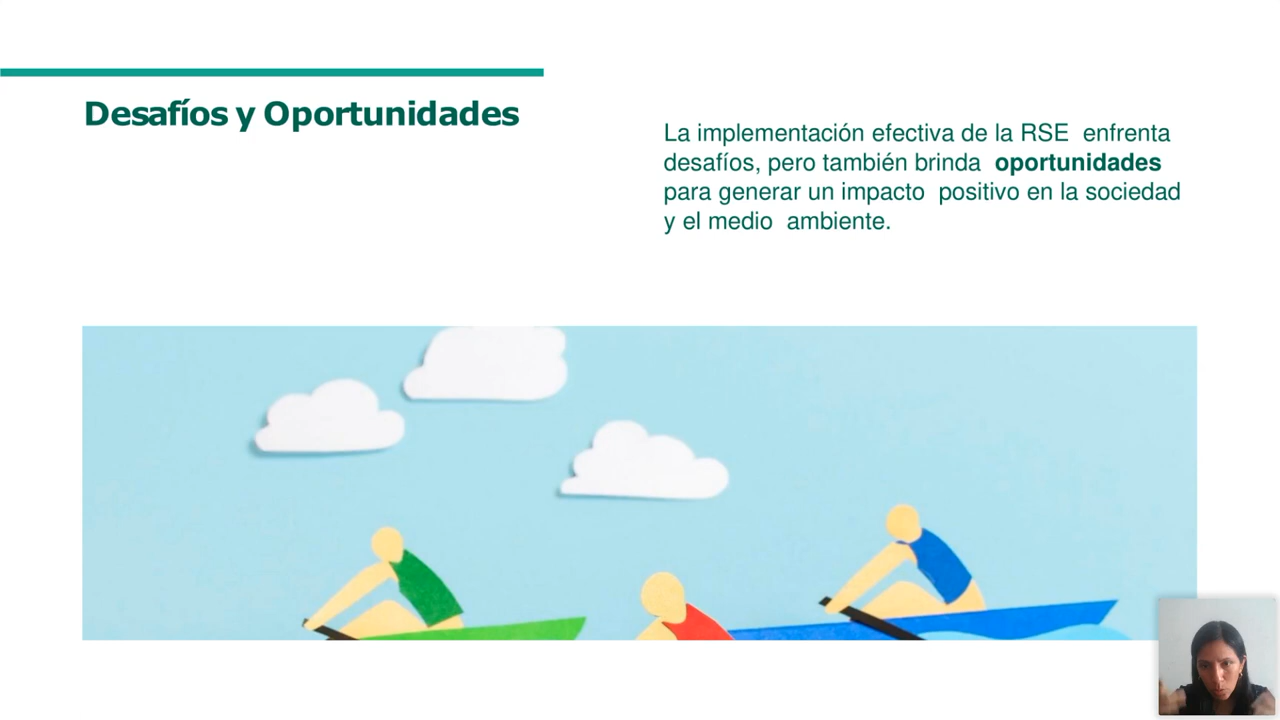 Desafíos y Oportunidades
La implementación efectiva de la RSE enfrenta
desafíos, pero también brinda oportunidades
para generar un impacto positivo en la sociedad
y el medio ambiente.